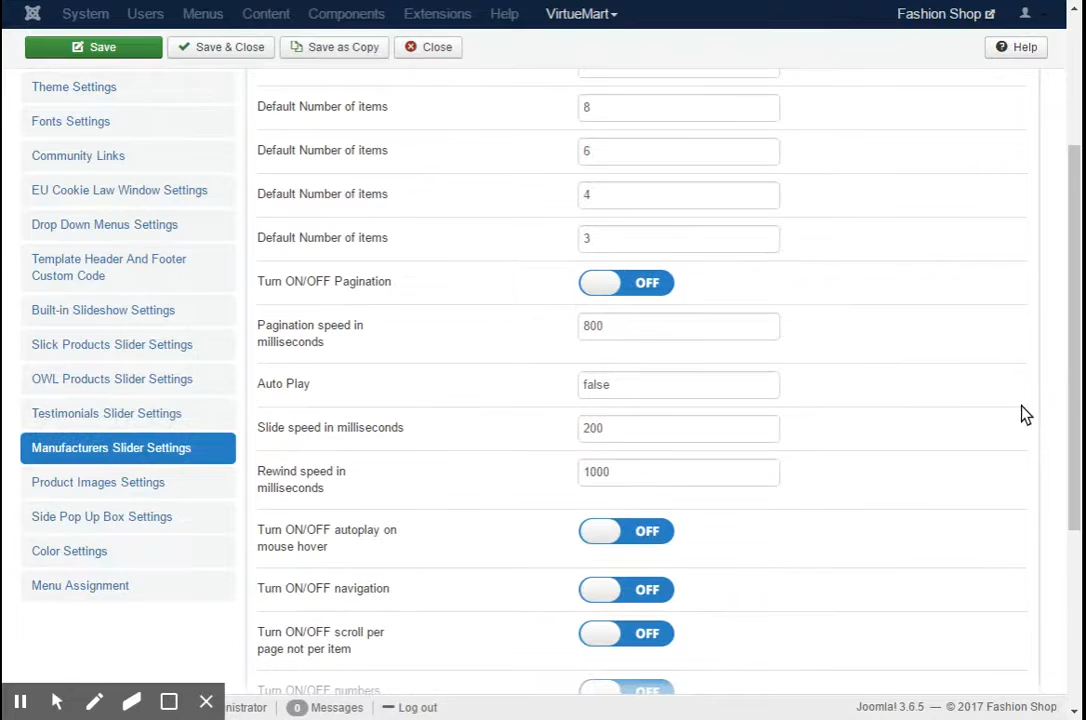 System Users Menus Content Components Extensions Help VirtueMart Fashion Shop
Save Save & Close Save as Copy Close Help
Theme Settings
Fonts Settings
Community Links
EU Cookie Law Window Settings
Drop Down Menus Settings
Template Header And Footer
Custom Code
Built-in Slideshow Settings
Slick Products Slider Settings
OWL Products Slider Settings
Testimonials Slider Settings
Manufacturers Slider Settings
Product Images Settings
Side Pop Up Box Settings
Color Settings
Menu Assignment
Default Number of items 8
Default Number of items 6
Default Number of items 4
Default Number of items 3
Turn ON/OFF Pagination OFF
Pagination speed in
milliseconds
800
Auto Play false
Slide speed in milliseconds 200
Rewind speed in
milliseconds
1000
Turn ON/OFF autoplay on
mouse hover
OFF
Turn ON/OFF navigation OFF
Turn ON/OFF scroll per
page not per item
OFF
Turn ON/OFF numbers OFF
nistrator 0 Messages Log out Joomla! 3.6.5 — © 2017 Fashion Shop